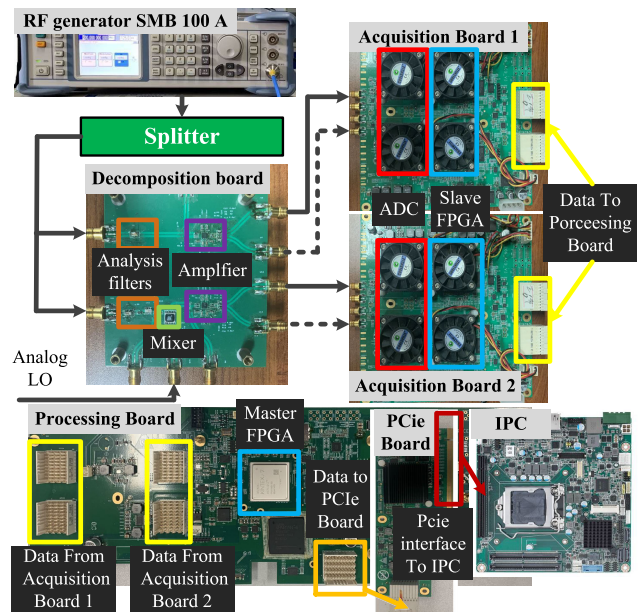 RF generator SMB 100 A
Acquisition Board 1
Splitter
Decomposition board
ADC
Slave
FPGA
Data To
Porceesing
Board
Analysis
filters
Amplfier
Mixer
Analog
LO
Acquisition Board 2
Processing Board
Master
FPGA
PCie
Board
IPC
Data to
PCIe
Board
Pcie
interface
To IPC
Data From
Acquisition
Board 1
Data From
Acquisition
Board 2